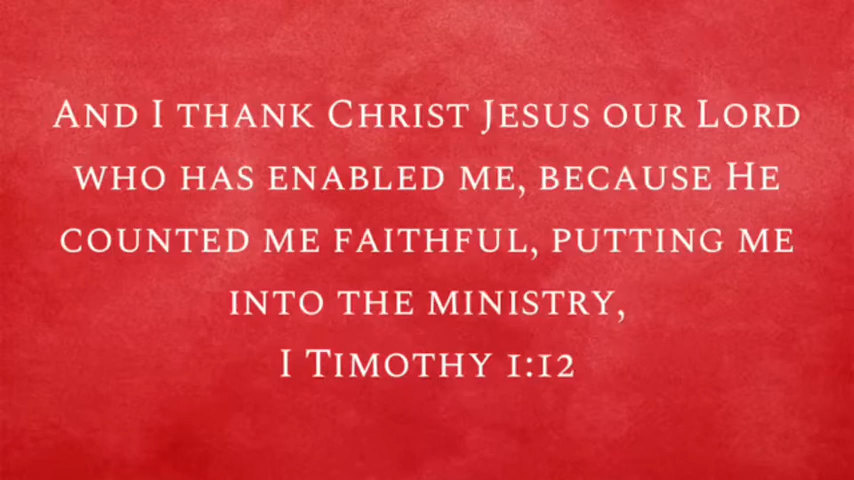 And I thank Christ Jesus our Lord
who has enabled me, because He
counted me faithful, putting me
into the ministry,
I Timothy 1:12